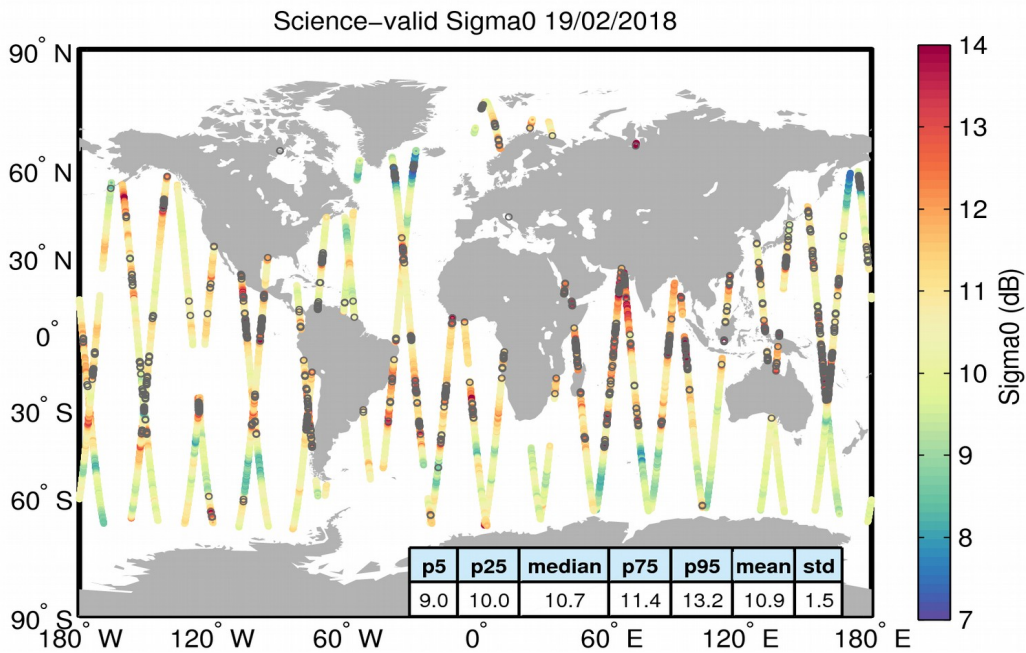 Science−valid Sigma0 19/02/2018
90° N
60° N
30° N
0°
30° S
60° S
90° S
180° W
120° W
60° W
0°
60° E
120° E
180° E
p5 p25 median p75 p95 mean std
9.0 10.0 10.7 11.4 13.2 10.9 1.5
14
13
12
11
10
9
8
7
Sigma0 (dB)